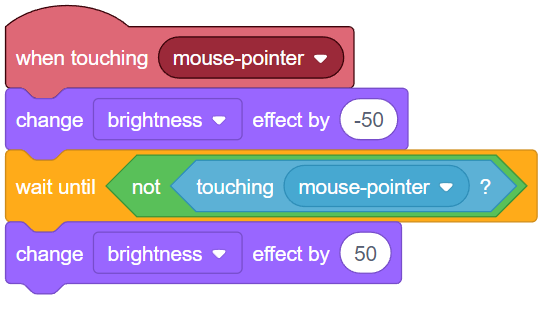 when touching mouse-pointer
change brightness effect by -50
wait until not touching mouse-pointer ?
change brightness effect by 50